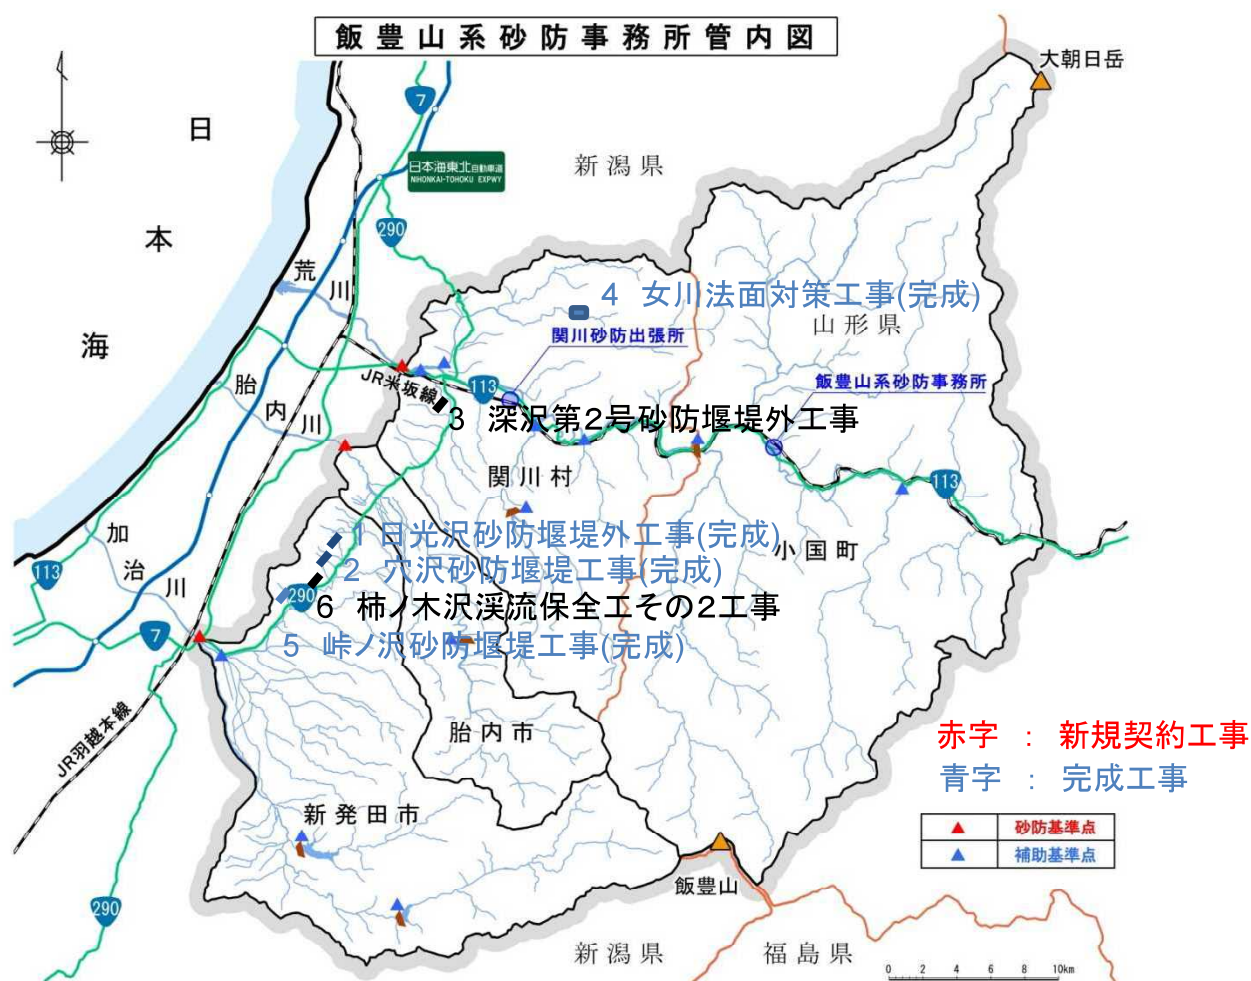 飯豊山系砂防事務所管内図
大朝日岳
7
日本海
日本海東北自動車道
NIHONKAI-TOHOKU EXPWY
新潟県
290
荒川
4 女川法面対策工事(完成)
山形県
関川砂防出張所
飯豊山系砂防事務所
JR米坂線
113
胎内川
3 深沢第2号砂防堰堤外工事
関川村
113
1 日光沢砂防堰堤外工事(完成)
小国町
加治川
113
2 穴沢砂防堰堤工事(完成)
290
6 柿ノ木沢渓流保全工その2工事
7
5 峠ノ沢砂防堰堤工事(完成)
JR羽越本線
胎内市
赤字 : 新規契約工事
青字 : 完成工事
新発田市
砂防基準点
補助基準点
飯豊山
290
新潟県
福島県
0 2 4 6 8 10km